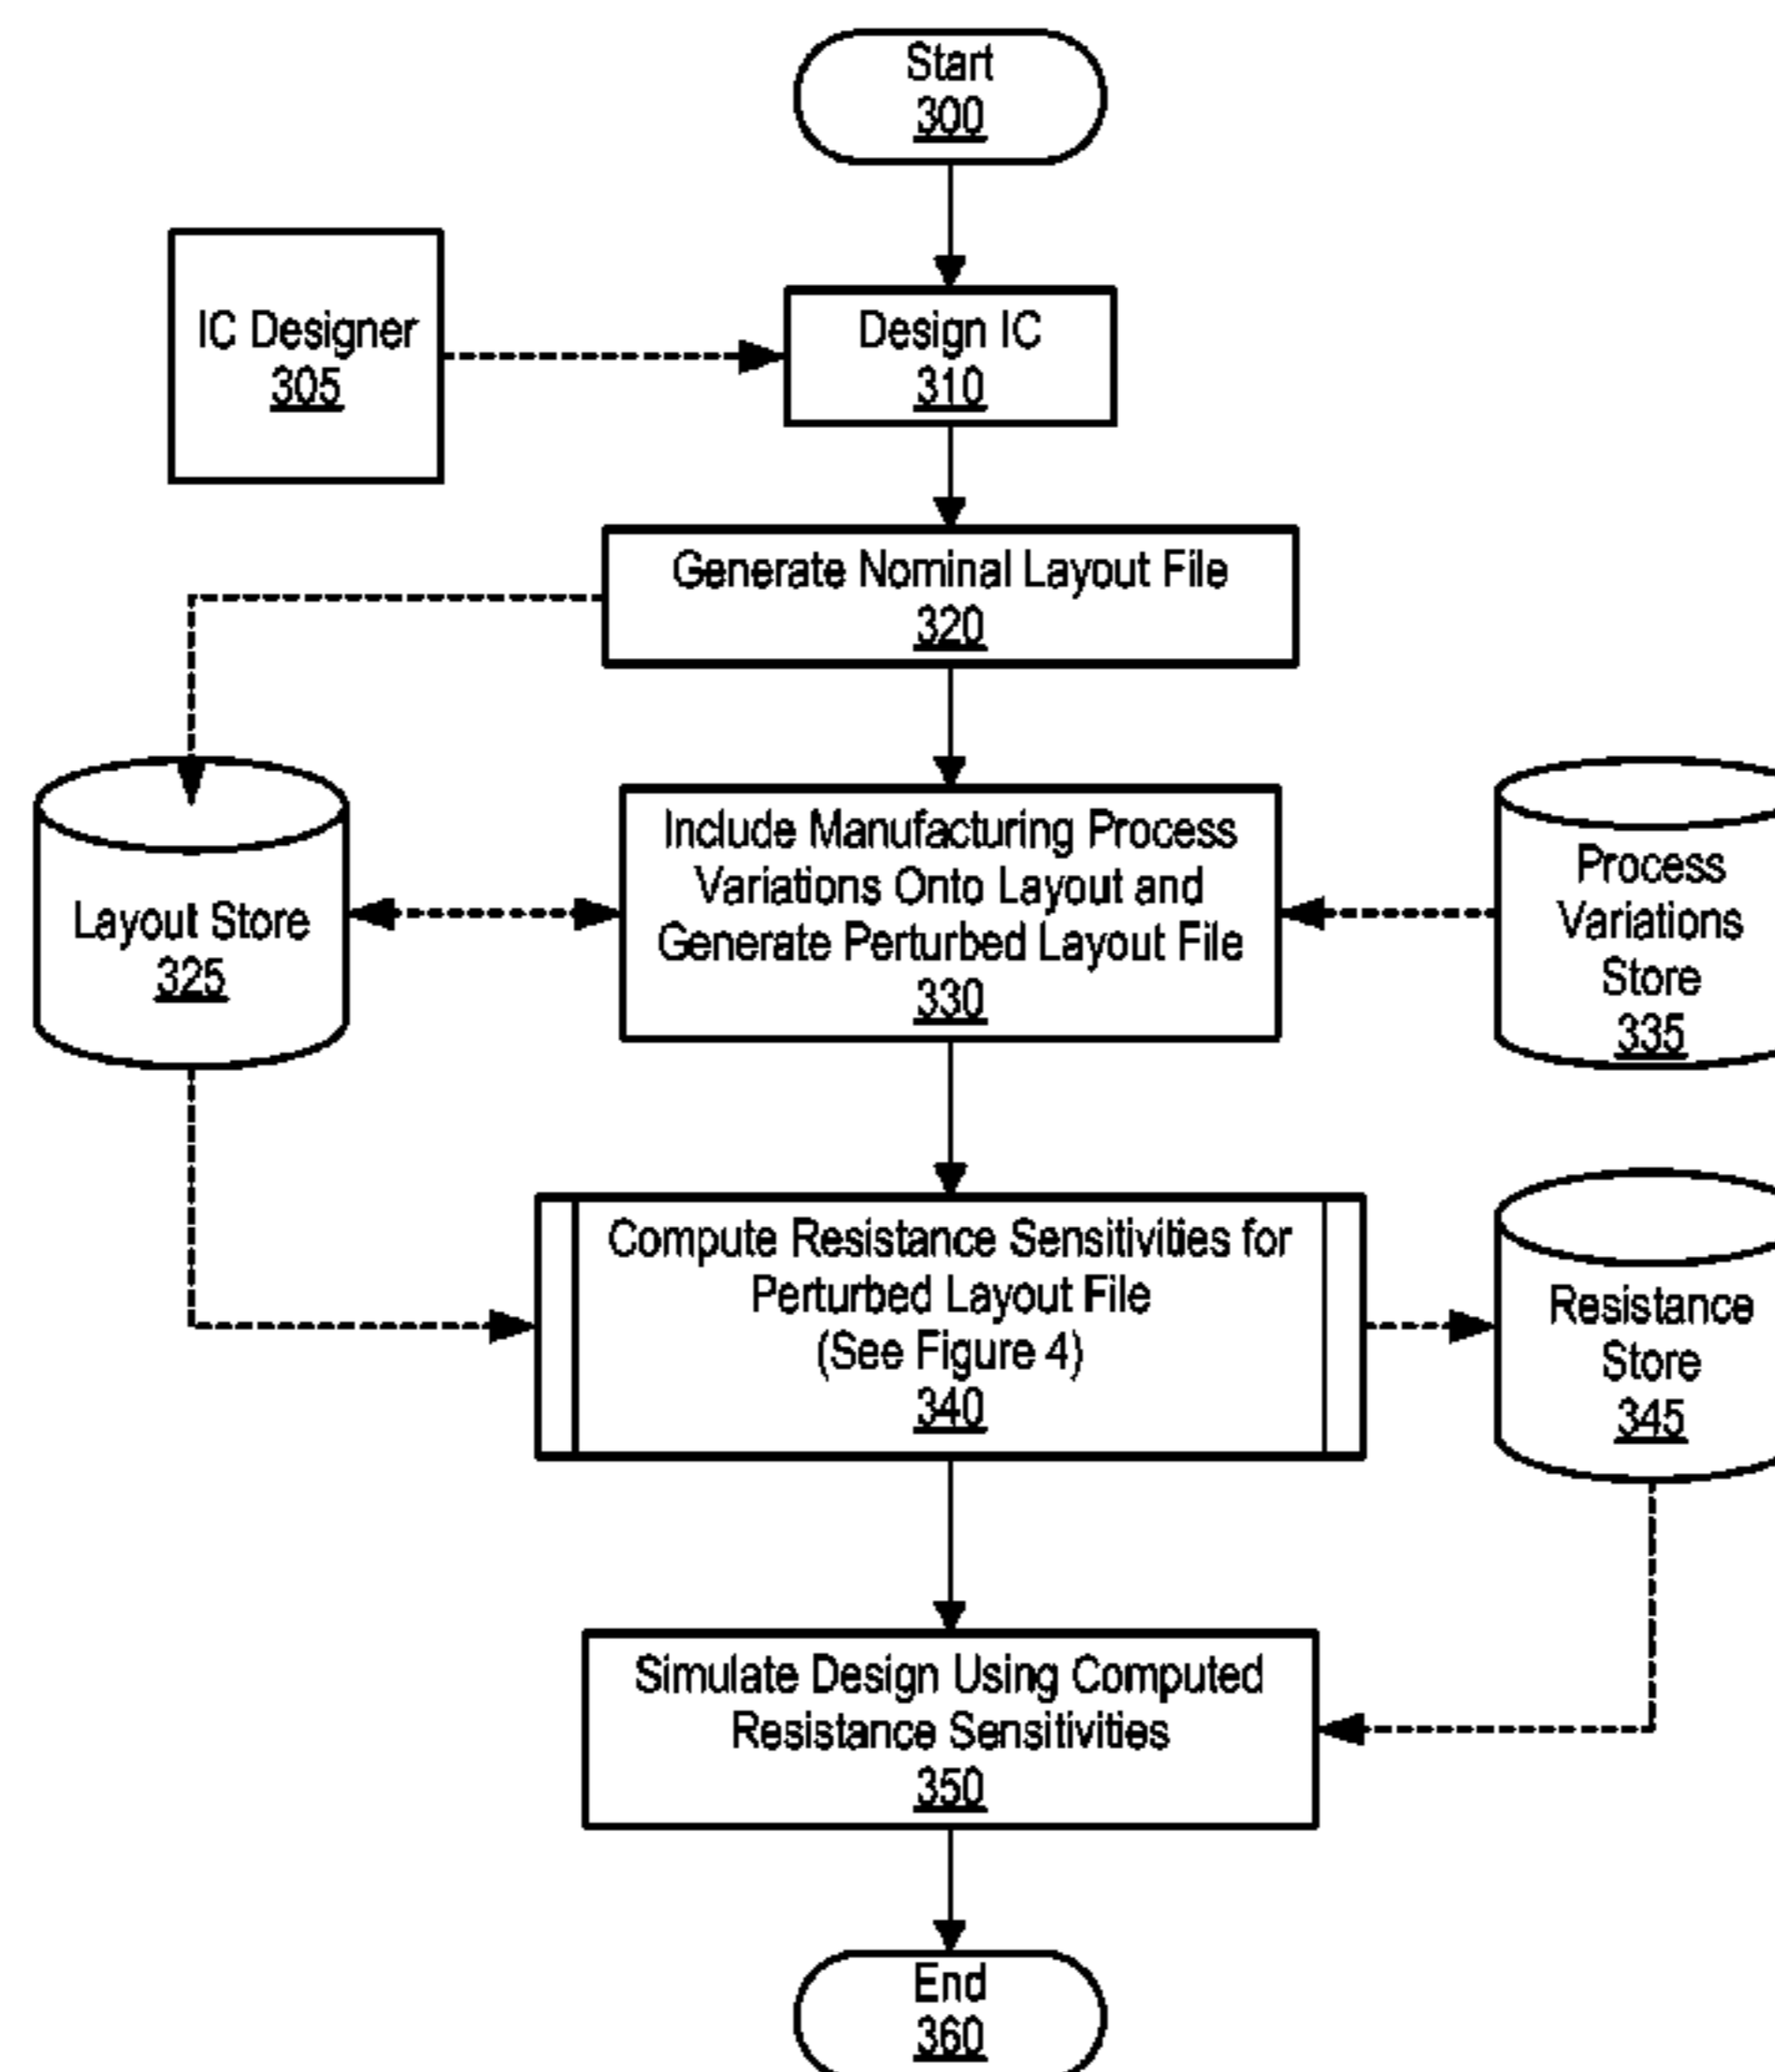 Start
300
IC Designer
305
Design IC
310
Generate Nominal Layout File
320
Layout Store
325
Include Manufacturing Process
Variations Onto Layout and
Generate Perturbed Layout File
330
Process
Variations
Store
335
Compute Resistance Sensitivities for
Perturbed Layout File
(See Figure 4)
340
Resistance
Store
345
Simulate Design Using Computed
Resistance Sensitivities
350
End
360